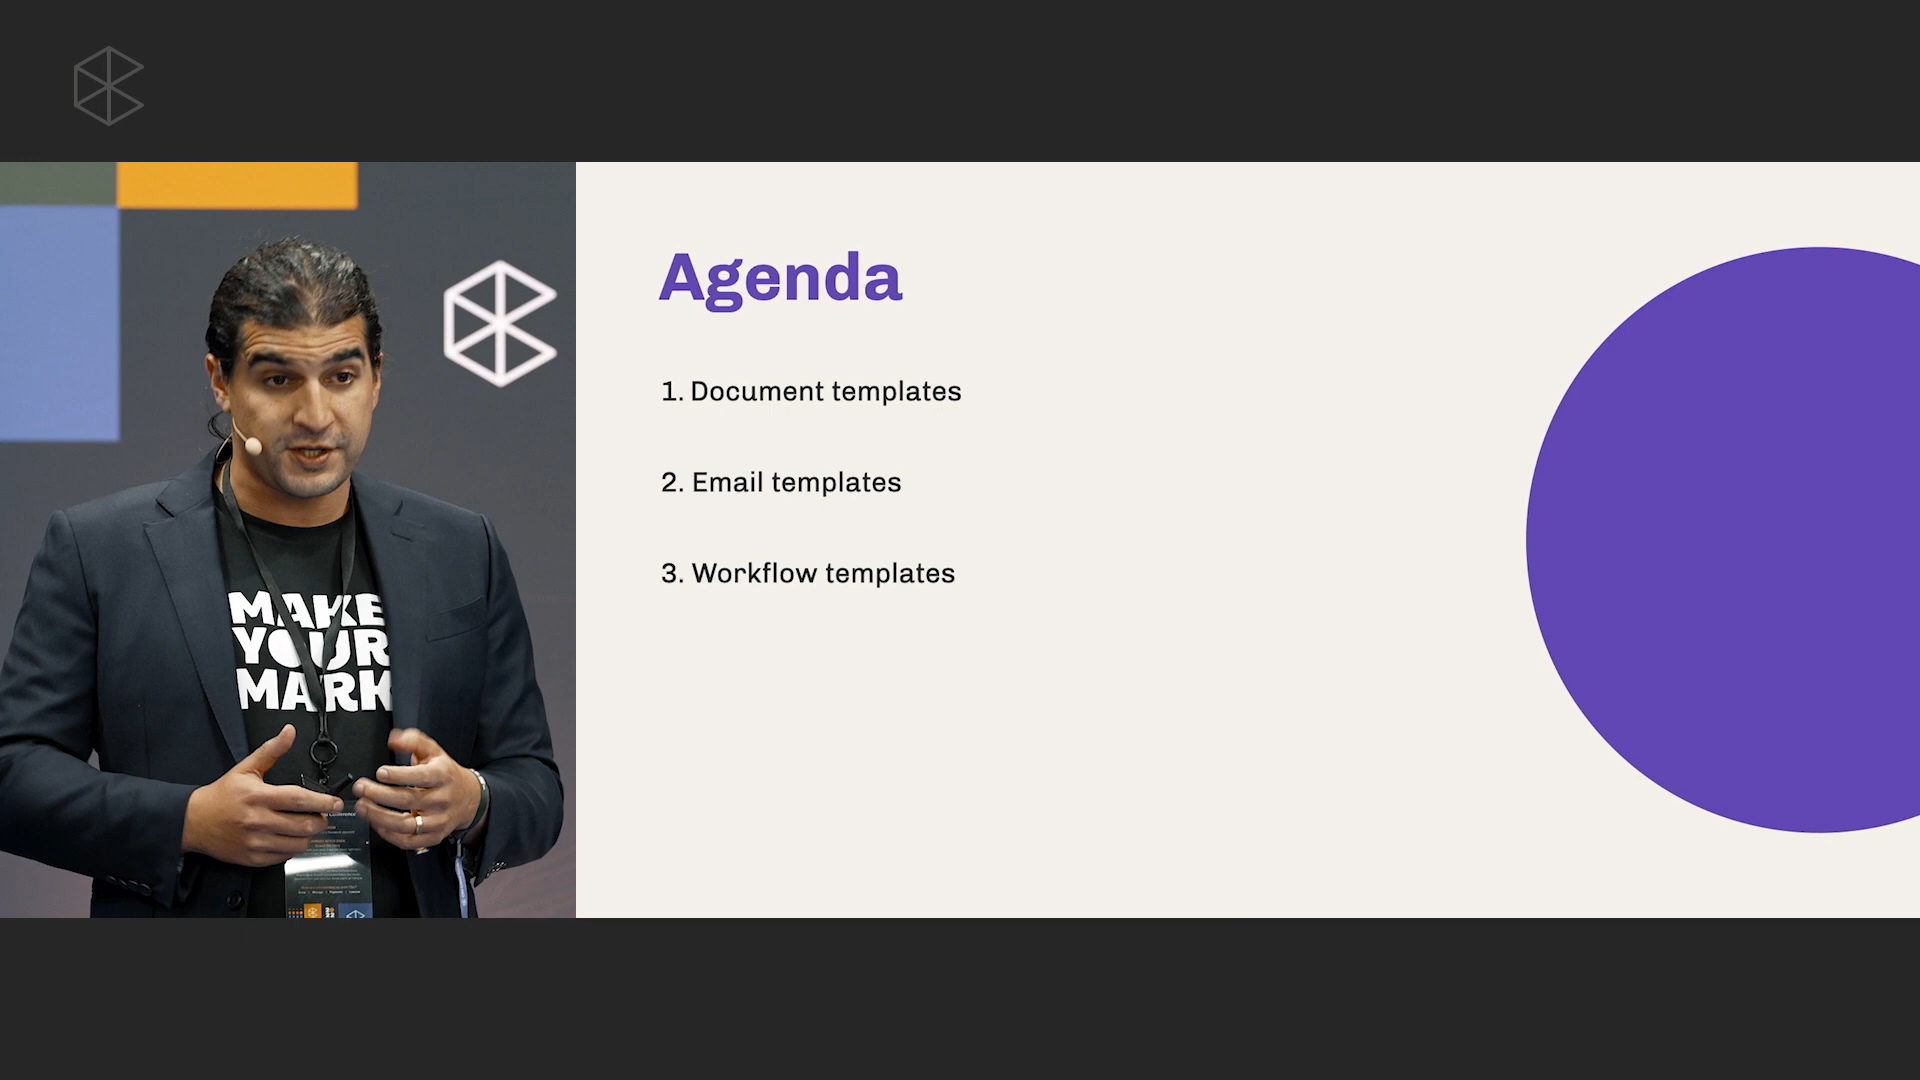 Agenda
1. Document templates
2. Email templates
3. Workflow templates
MAKE
YOUR
MARK